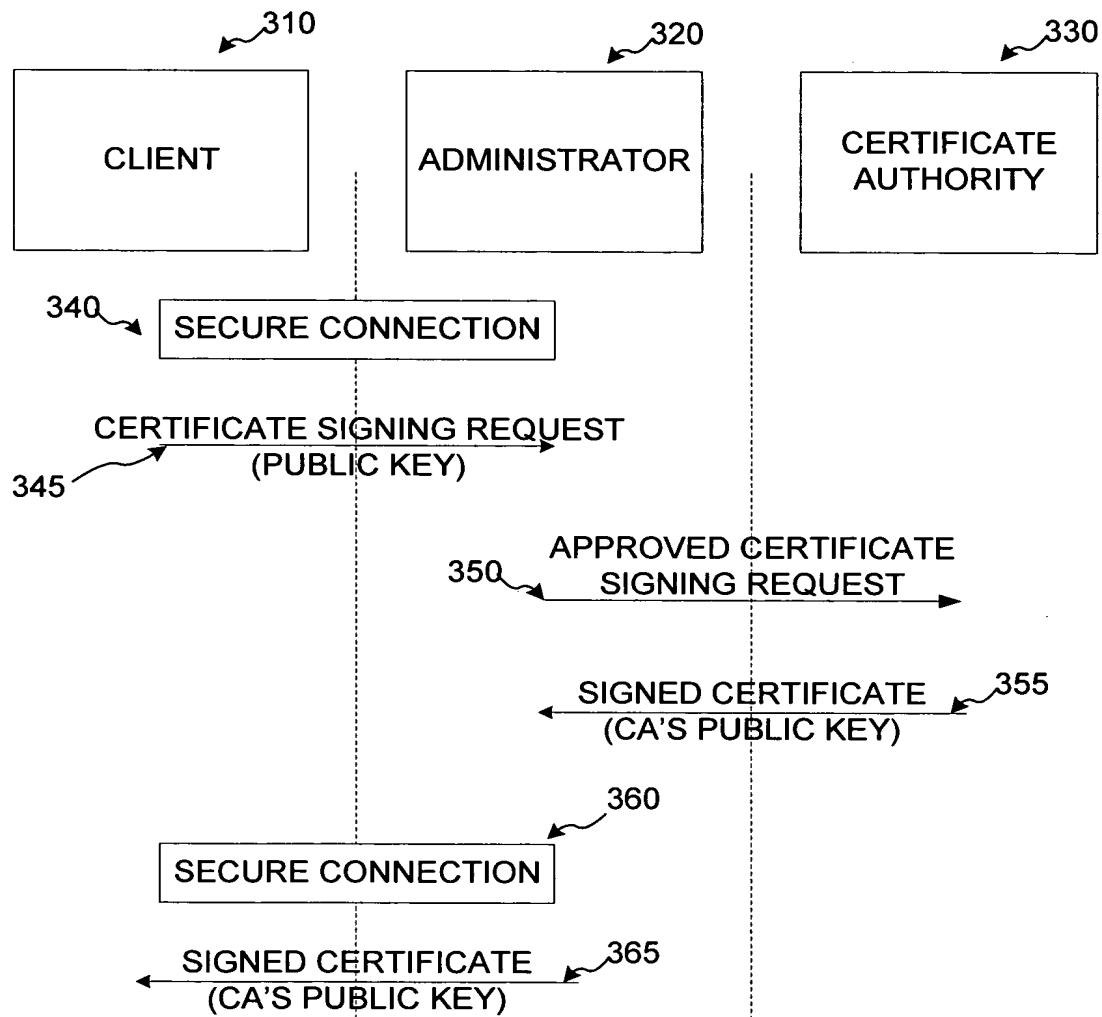 310
320
330
CLIENT
ADMINISTRATOR
CERTIFICATE
AUTHORITY
340
SECURE CONNECTION
CERTIFICATE SIGNING REQUEST
(PUBLIC KEY)
345
APPROVED CERTIFICATE
SIGNING REQUEST
350
SIGNED CERTIFICATE
(CA'S PUBLIC KEY)
355
360
SECURE CONNECTION
SIGNED CERTIFICATE
(CA'S PUBLIC KEY)
365